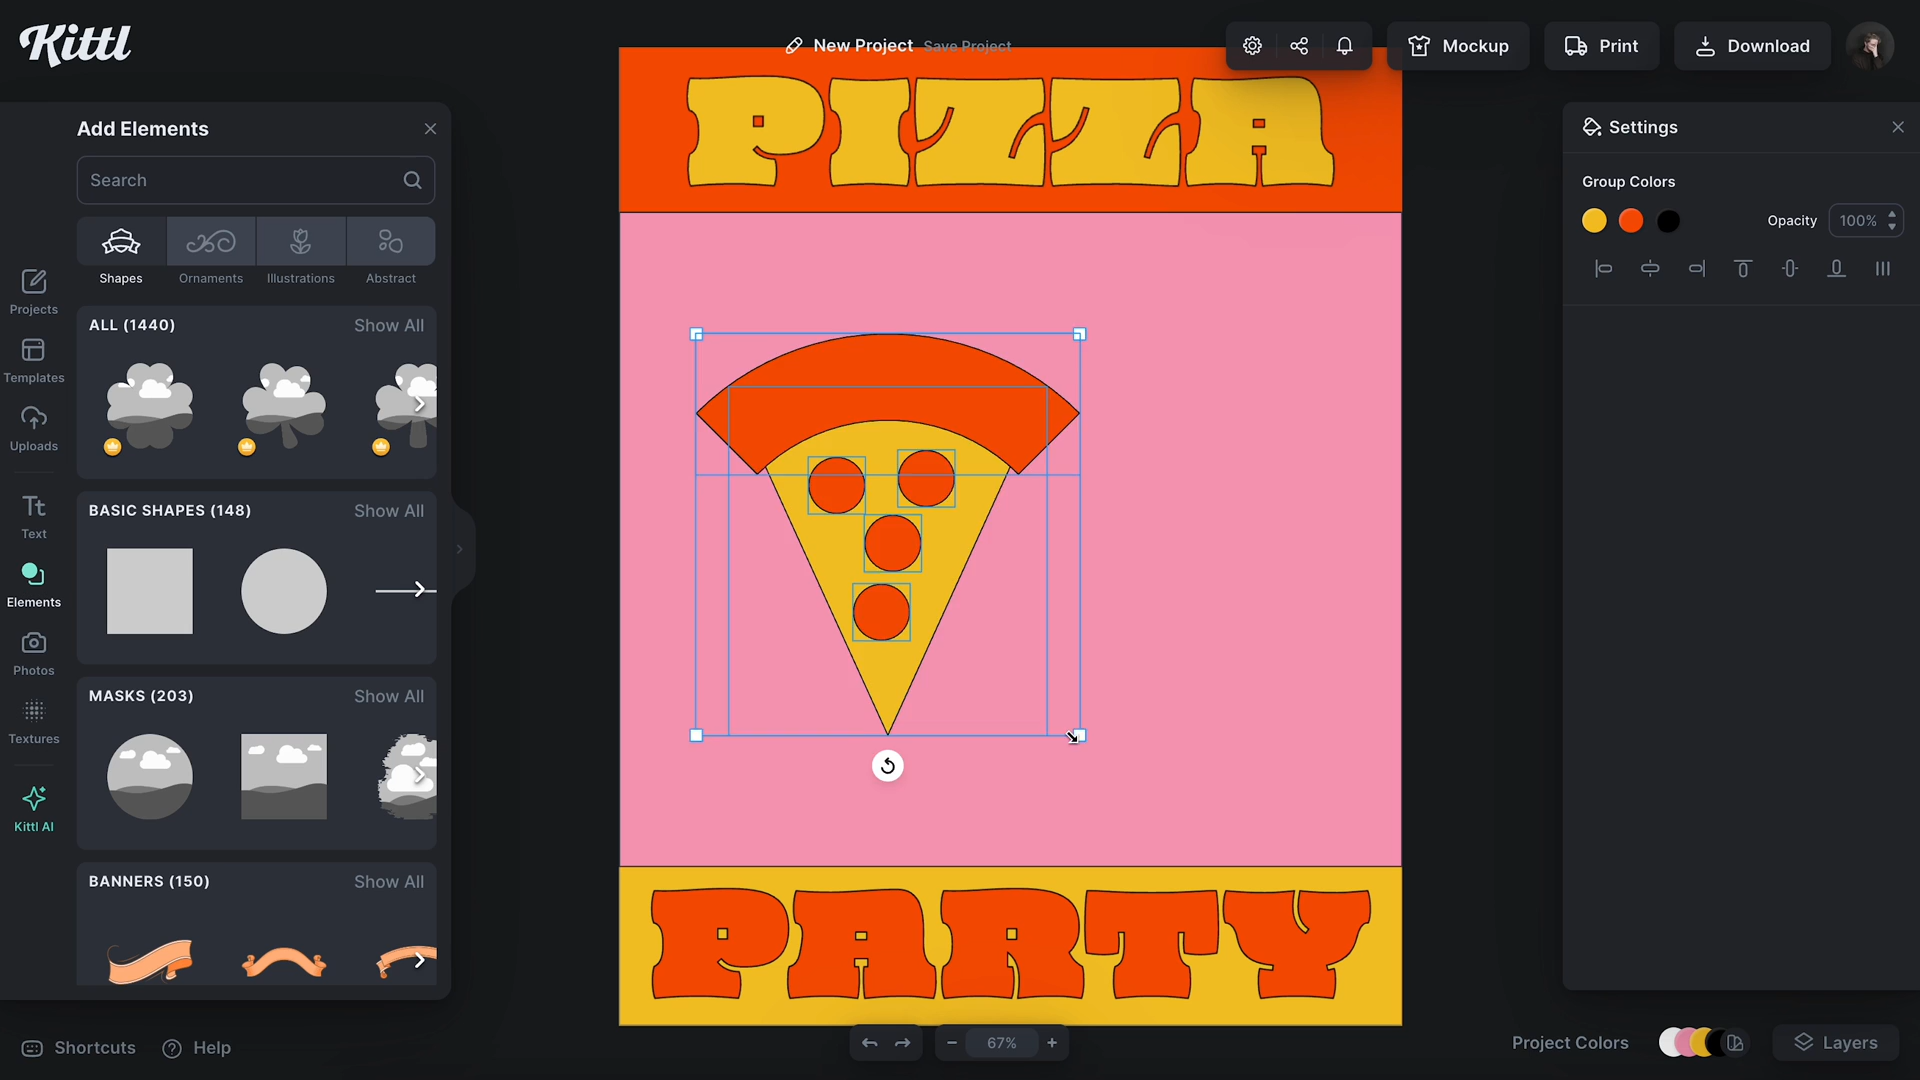 Kittl
New Project Save Project
Mockup
Print
Download
PIZZA
Add Elements
Search
Shapes
Ornaments
Illustrations
Abstract
ALL (1440)
Show All
BASIC SHAPES (148)
Show All
MASKS (203)
Show All
BANNERS (150)
Show All
Projects
Templates
Uploads
Tt
Text
Elements
Photos
Textures
Kittl AI
Settings
Group Colors
Opacity
100%
PARTY
Shortcuts
Help
67%
Project Colors
Layers